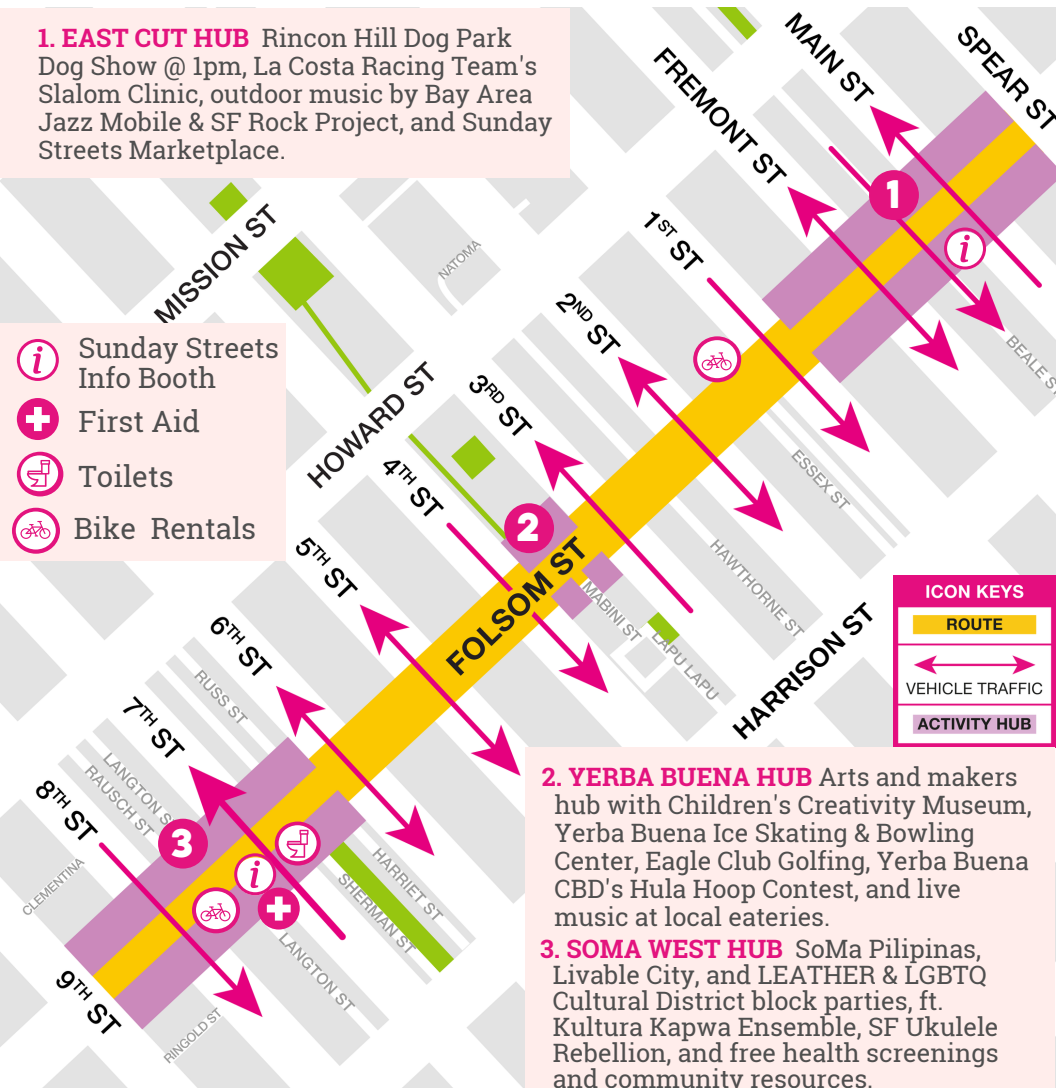 1. EAST CUT HUB Rincon Hill Dog Park
Dog Show @ 1pm, La Costa Racing Team's
Slalom Clinic, outdoor music by Bay Area
Jazz Mobile & SF Rock Project, and Sunday
Streets Marketplace.
MAIN ST
SPEAR ST
FREMONT ST
1
i
1ST ST
MISSION ST
NATOMA
2ND ST
BEALE ST
i Sunday Streets
Info Booth
First Aid
Toilets
Bike Rentals
HOWARD ST
3RD ST
4TH ST
ESSEX ST
2
5TH ST
FOLSOM ST
MABINI ST
HAWTHORNE ST
LAPU LAPU
HARRISON ST
ICON KEYS
ROUTE
VEHICLE TRAFFIC
ACTIVITY HUB
6TH ST
RUSS ST
7TH ST
LANGTON S
RAUSCH ST
8TH ST
3
i
CLEMENTINA
HARRIET ST
SHERMAN ST
LANGTON ST
9TH ST
RINGOLD ST
2. YERBA BUENA HUB Arts and makers
hub with Children's Creativity Museum,
Yerba Buena Ice Skating & Bowling
Center, Eagle Club Golfing, Yerba Buena
CBD's Hula Hoop Contest, and live
music at local eateries.
3. SOMA WEST HUB SoMa Pilipinas,
Livable City, and LEATHER & LGBTQ
Cultural District block parties, ft.
Kultura Kapwa Ensemble, SF Ukulele
Rebellion, and free health screenings
and community resources.